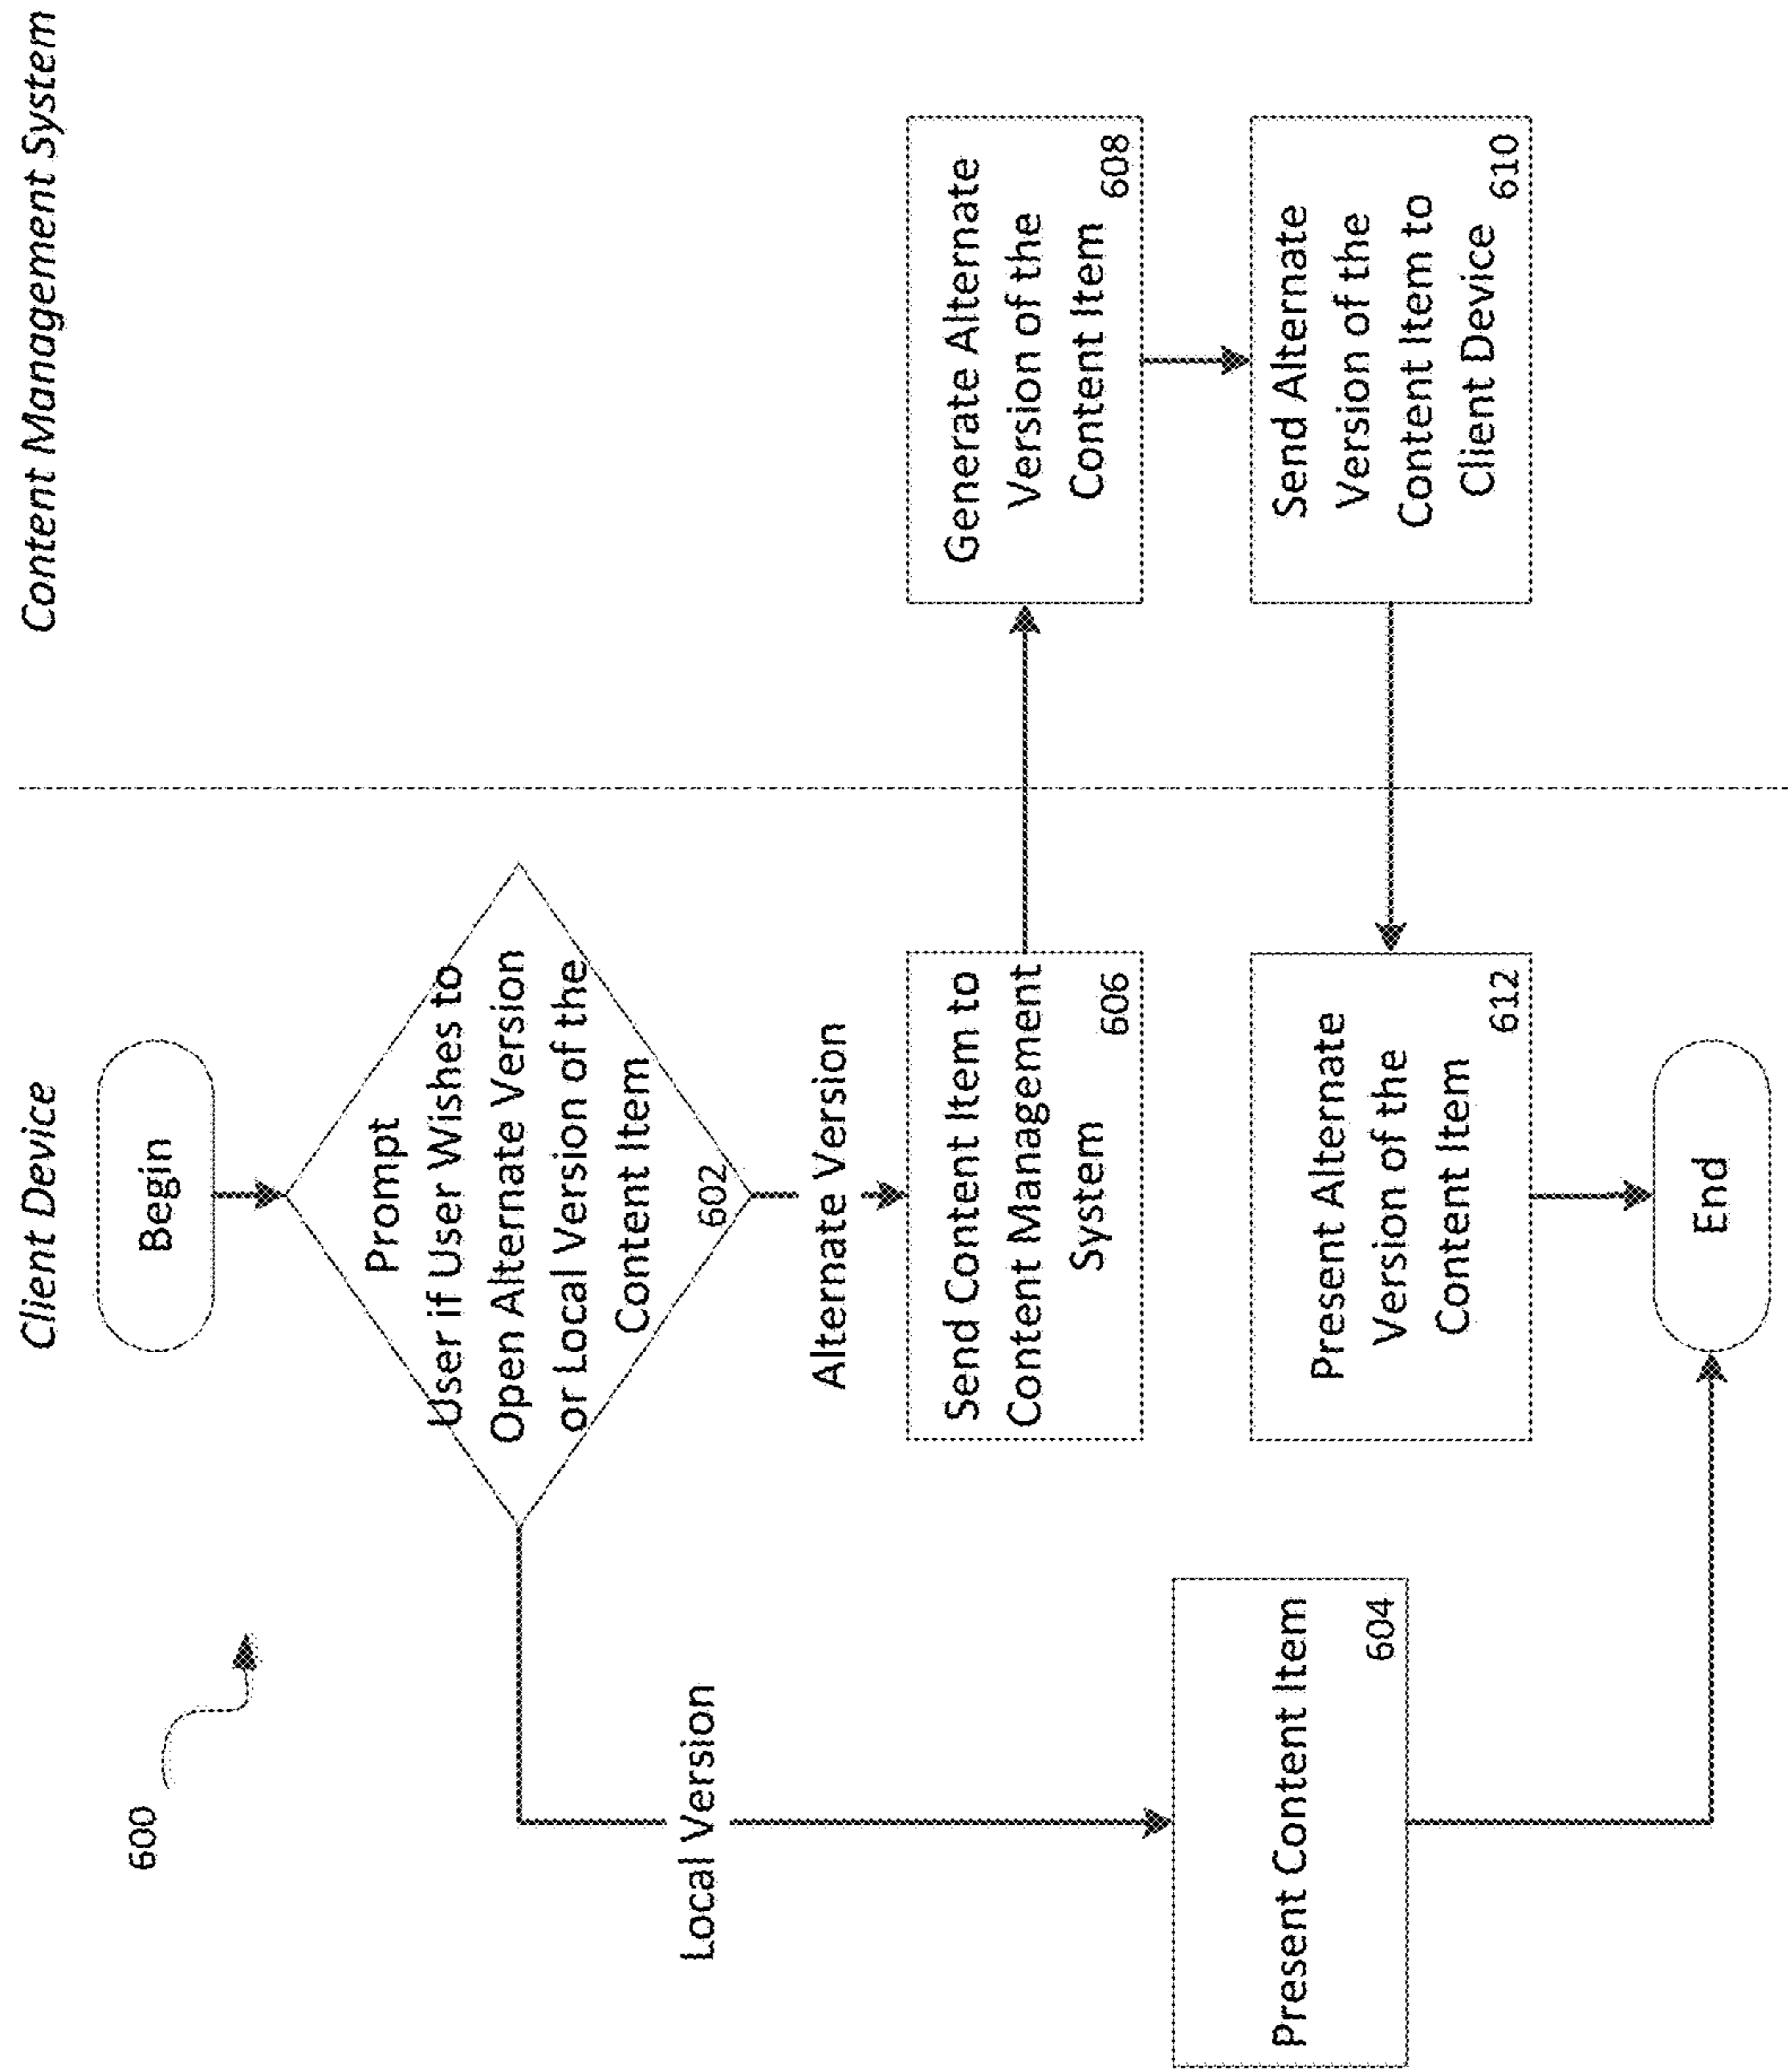 Client Device
Content Management System
600
Begin
Prompt
User if User Wishes to
Open Alternate Version
or Local Version of the
Content Item
602
Local Version
Alternate Version
Send Content Item to
Content Management
System
606
Generate Alternate
Version of the
Content Item
608
Present Content Item
604
Present Alternate
Version of the
Content Item
612
Send Alternate
Version of the
Content Item to
Client Device
610
End